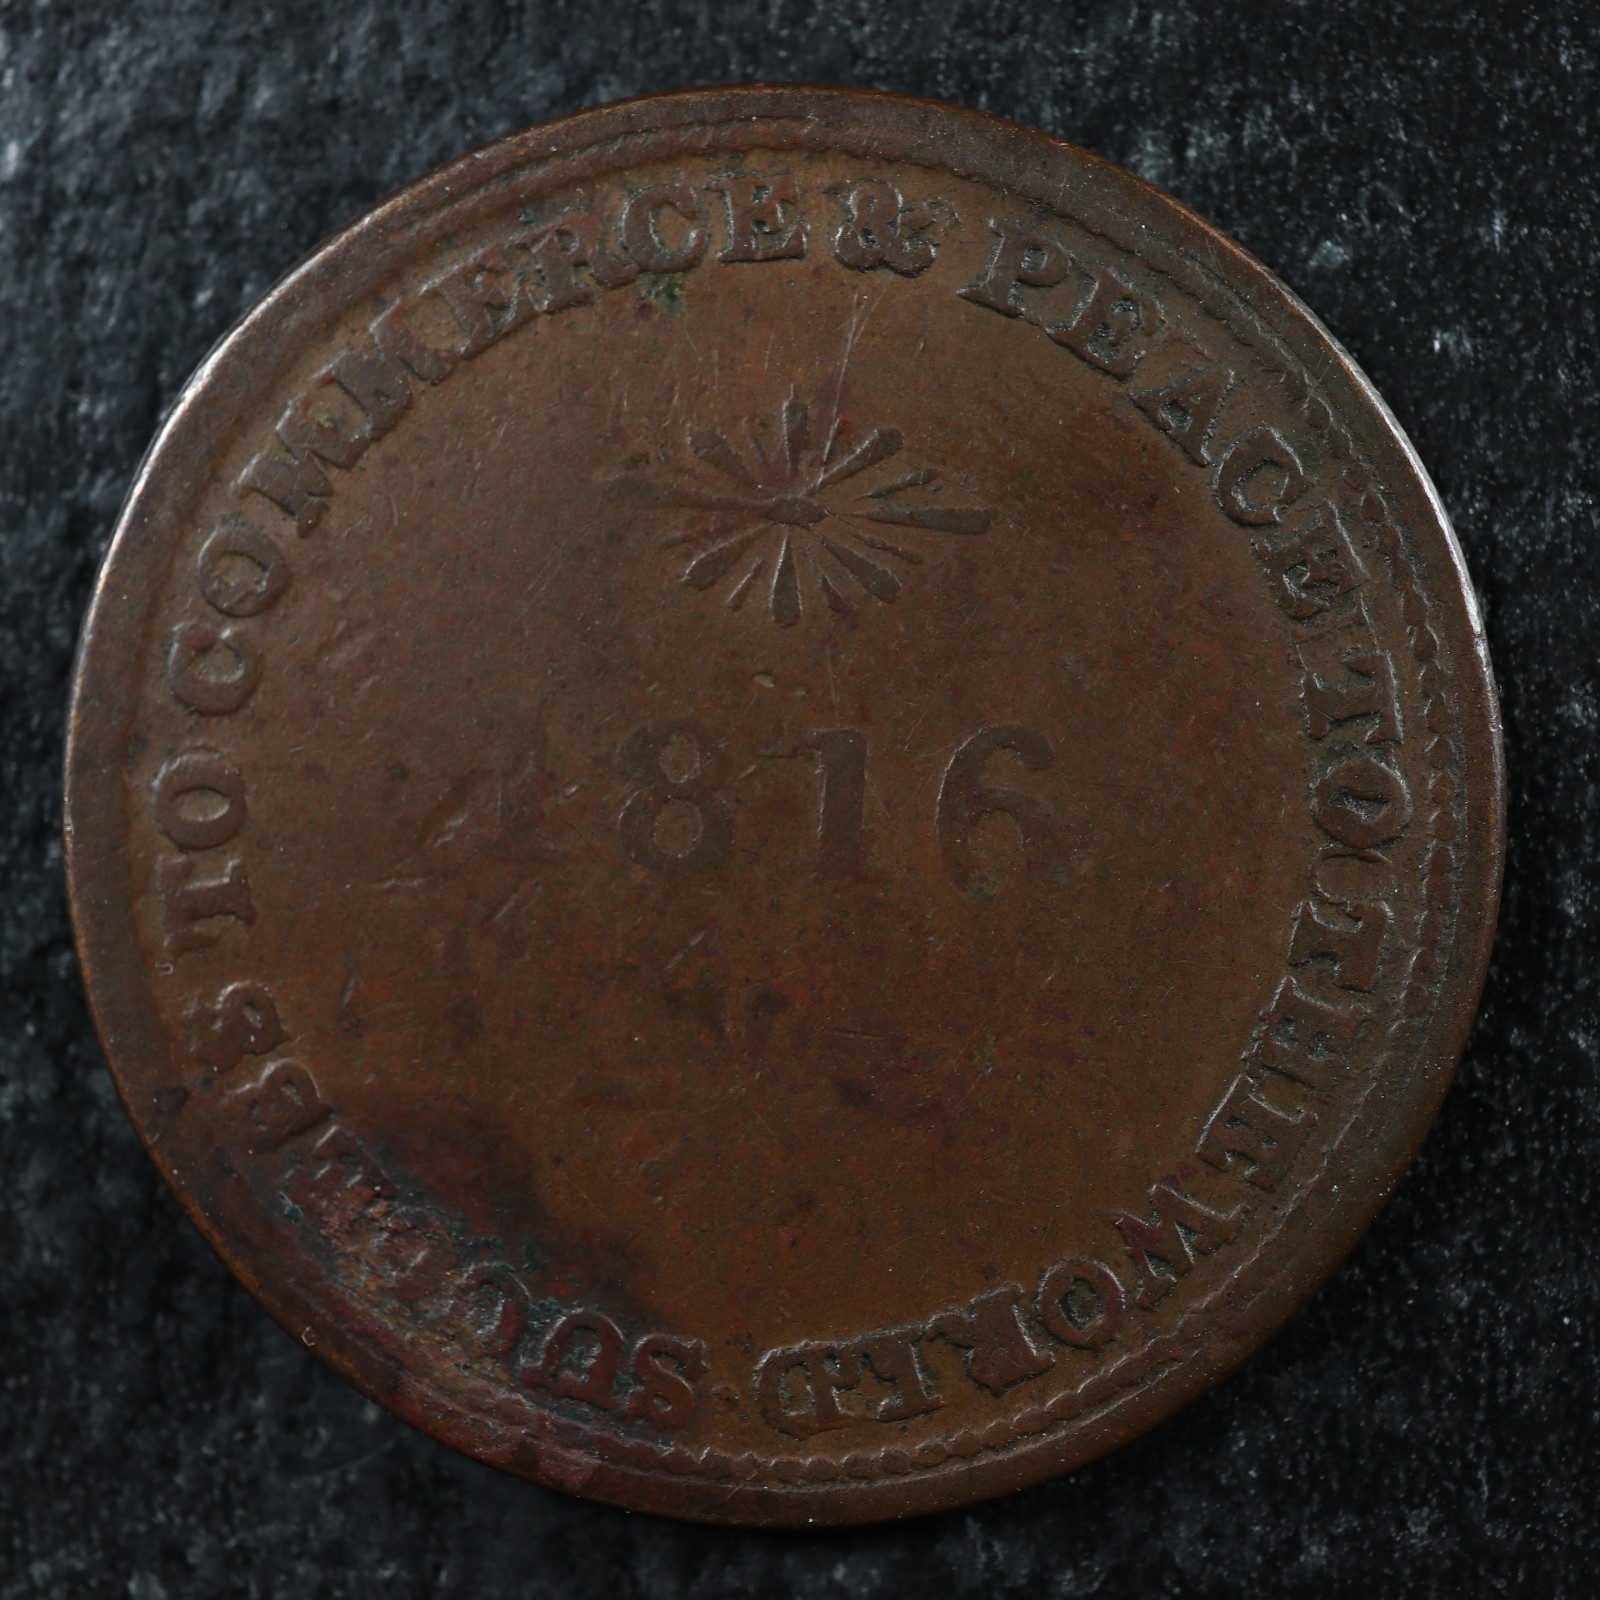 SUCCESS TO COMMERCE & PEACE TO THE WORLD
1816